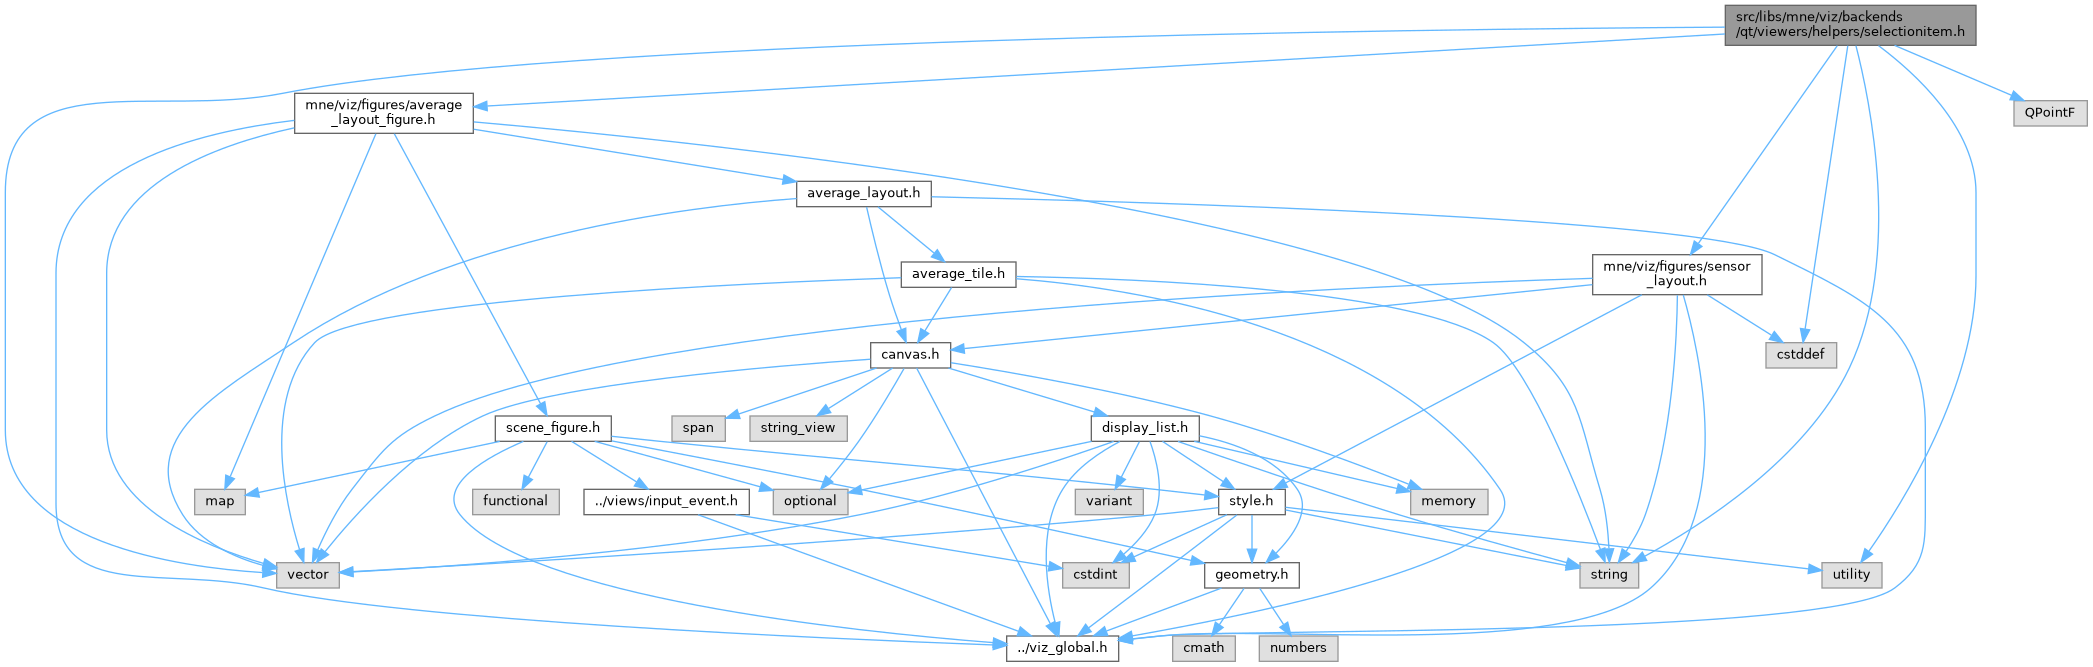 src/libs/mne/viz/backends
/qt/viewers/helpers/selectionitem.h
mne/viz/figures/average
_layout_figure.h
QPointF
average_layout.h
average_tile.h
mne/viz/figures/sensor
_layout.h
canvas.h
cstddef
scene_figure.h
span
string_view
display_list.h
map
functional
../views/input_event.h
optional
variant
style.h
memory
vector
cstdint
geometry.h
string
utility
../viz_global.h
cmath
numbers